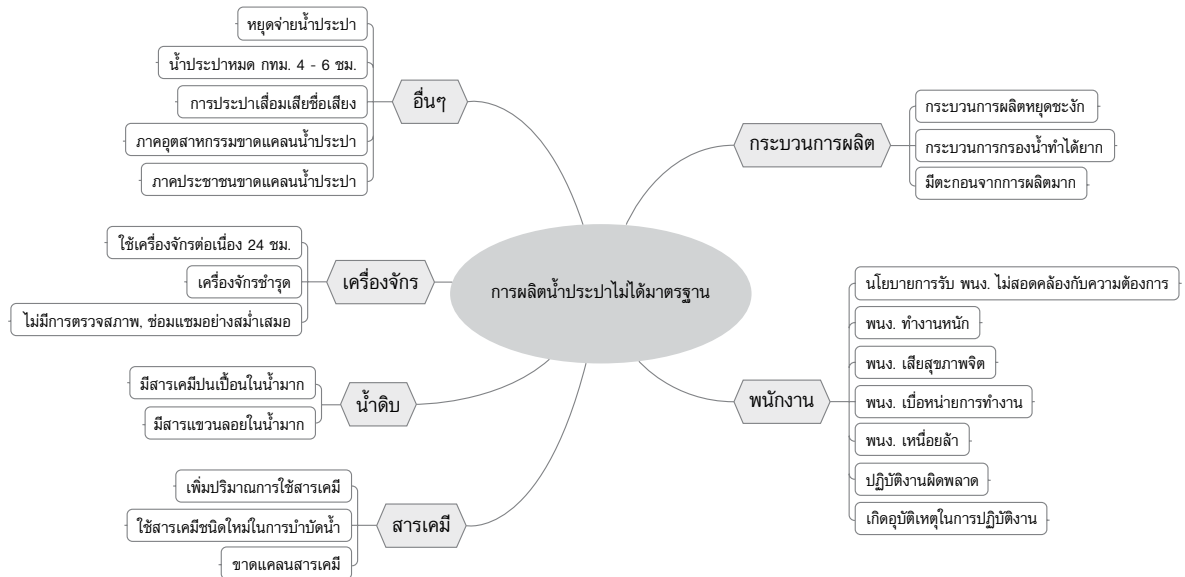 หยุดจ่ายน้ำประปา
น้ำประปาหมด กทม. 4 - 6 ชม.
การประปาเสื่อมเสียชื่อเสียง
ภาคอุตสาหกรรมขาดแคลนน้ำประปา
ภาคประชาชนขาดแคลนน้ำประปา
อื่นๆ
กระบวนการผลิต
กระบวนการผลิตหยุดชะงัก
กระบวนการกรองน้ำทำได้ยาก
มีตะกอนจากการผลิตมาก
ใช้เครื่องจักรต่อเนื่อง 24 ชม.
เครื่องจักรชำรุด
ไม่มีการตรวจสภาพ, ซ่อมแซมอย่างสม่ำเสมอ
เครื่องจักร
การผลิตน้ำประปาไม่ได้มาตรฐาน
มีสารเคมีปนเปื้อนในน้ำมาก
มีสารแขวนลอยในน้ำมาก
น้ำดิบ
เพิ่มปริมาณการใช้สารเคมี
ใช้สารเคมีชนิดใหม่ในการบำบัดน้ำ
ขาดแคลนสารเคมี
สารเคมี
พนักงาน
นโยบายการรับ พนง. ไม่สอดคล้องกับความต้องการ
พนง. ทำงานหนัก
พนง. เสียสุขภาพจิต
พนง. เบื่อหน่ายการทำงาน
พนง. เหนื่อยล้า
ปฏิบัติงานผิดพลาด
เกิดอุบัติเหตุในการปฏิบัติงาน